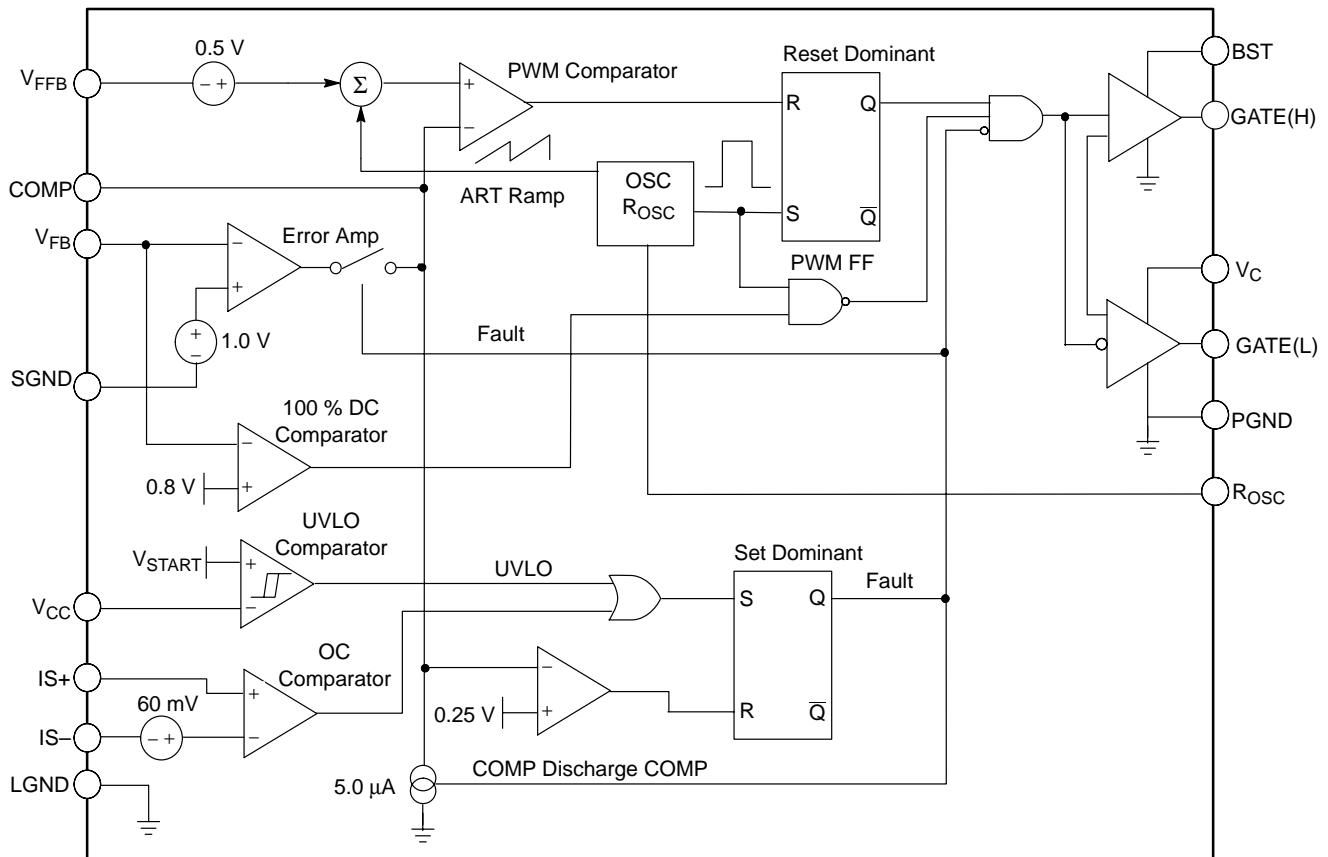 0.5 V
V_FFB
− +
Σ
+
−
PWM Comparator
Reset Dominant
R
Q
S
Q̅
PWM FF
BST
GATE(H)
COMP
ART Ramp
OSC
R_OSC
V_FB
Error Amp
−
+
+
−
1.0 V
SGND
Fault
V_C
GATE(L)
PGND
100 % DC
Comparator
−
+
0.8 V
R_OSC
UVLO
Comparator
V_START
+
−
V_CC
UVLO
Set Dominant
S
Q
R
Q̅
Fault
OC
Comparator
IS+
+
−
60 mV
− +
IS–
−
+
0.25 V
LGND
5.0 μA
COMP Discharge COMP